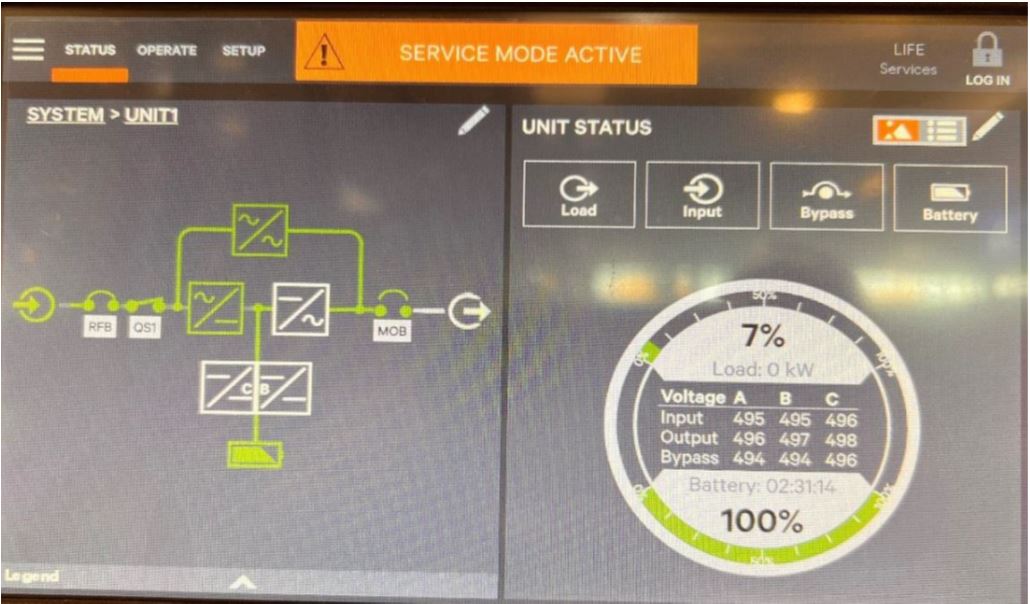 STATUS OPERATE SETUP
SERVICE MODE ACTIVE
LIFE
Services
LOG IN
SYSTEM > UNIT1
RFB QS1
MOB
C B
Legend
UNIT STATUS
Load Input Bypass Battery
50%
0% 100%
7%
Load: 0 kW
Voltage A B C
Input 495 495 496
Output 496 497 498
Bypass 494 494 496
Battery: 02:31:14
100%
0% 100%
50%